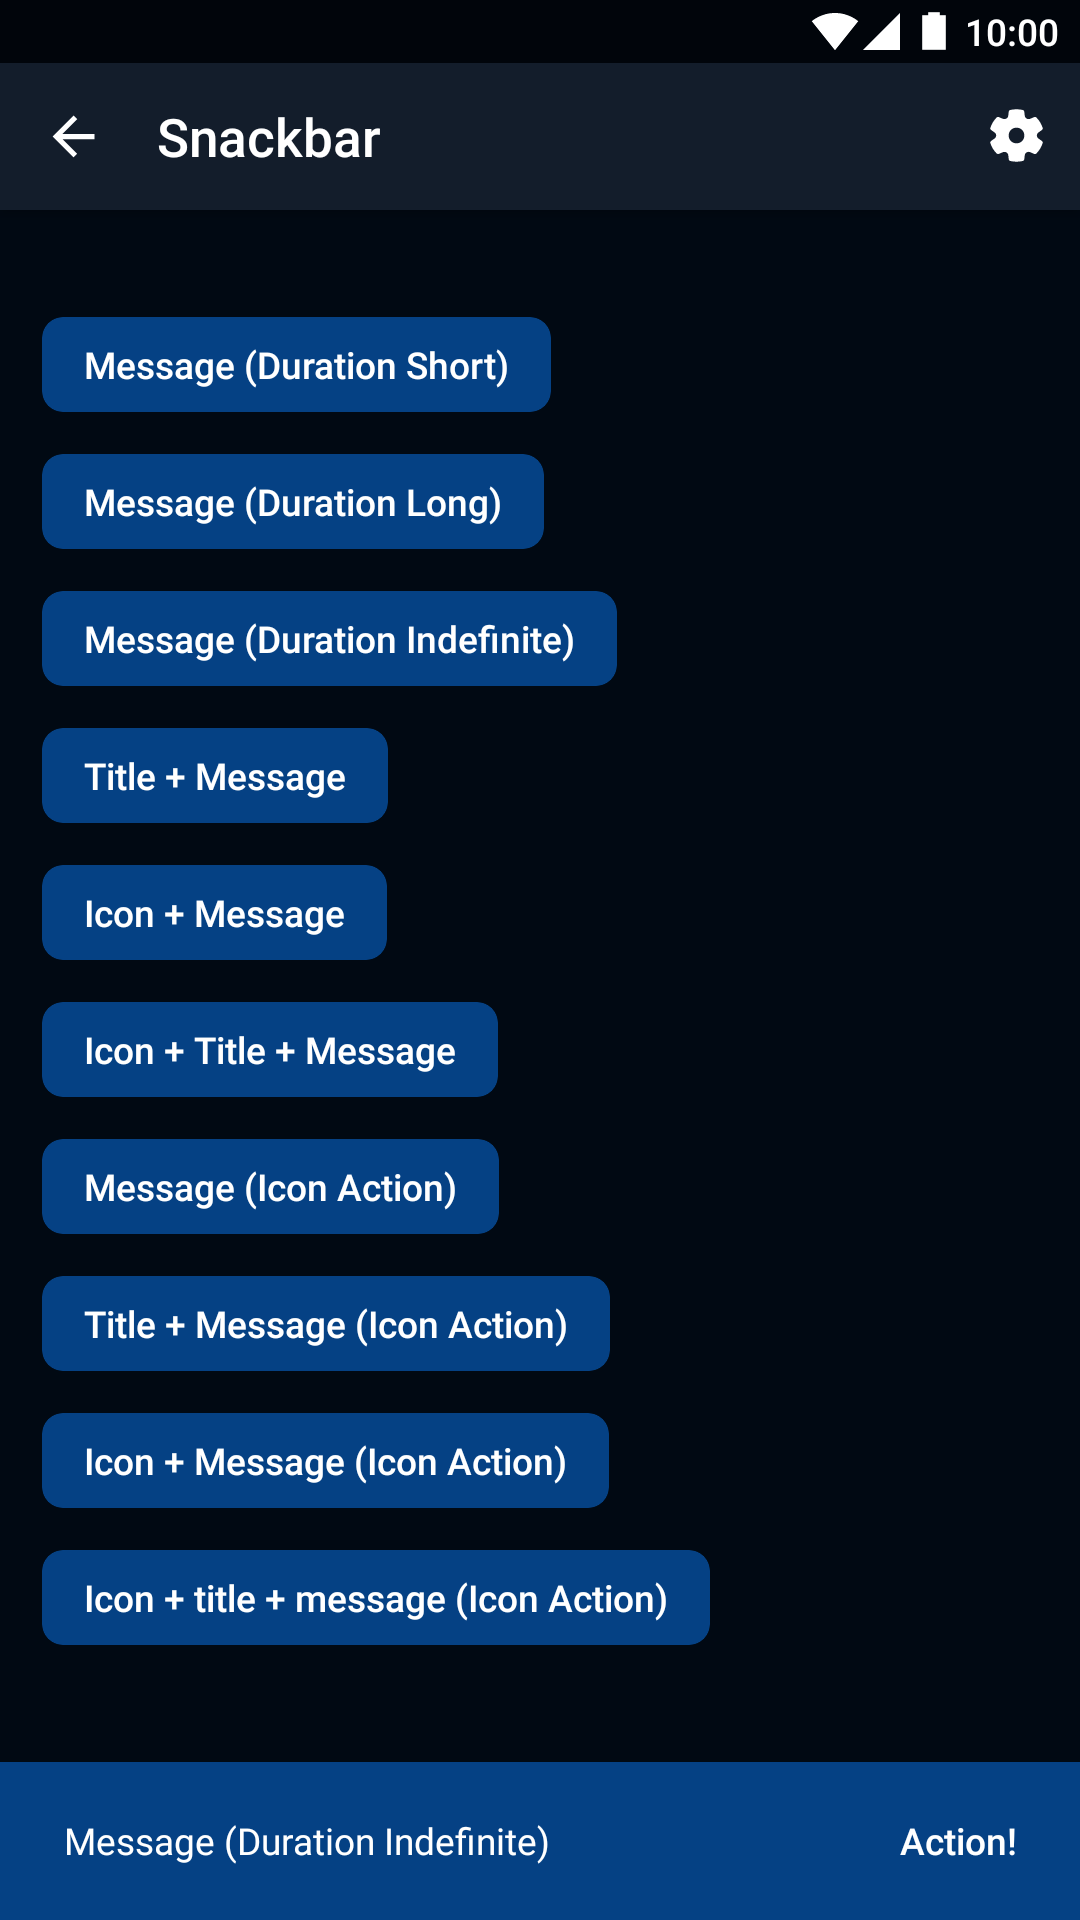 10:00
Snackbar
Message (Duration Short)
Message (Duration Long)
Message (Duration Indefinite)
Title + Message
Icon + Message
Icon + Title + Message
Message (Icon Action)
Title + Message (Icon Action)
Icon + Message (Icon Action)
Icon + title + message (Icon Action)
Message (Duration Indefinite) Action!